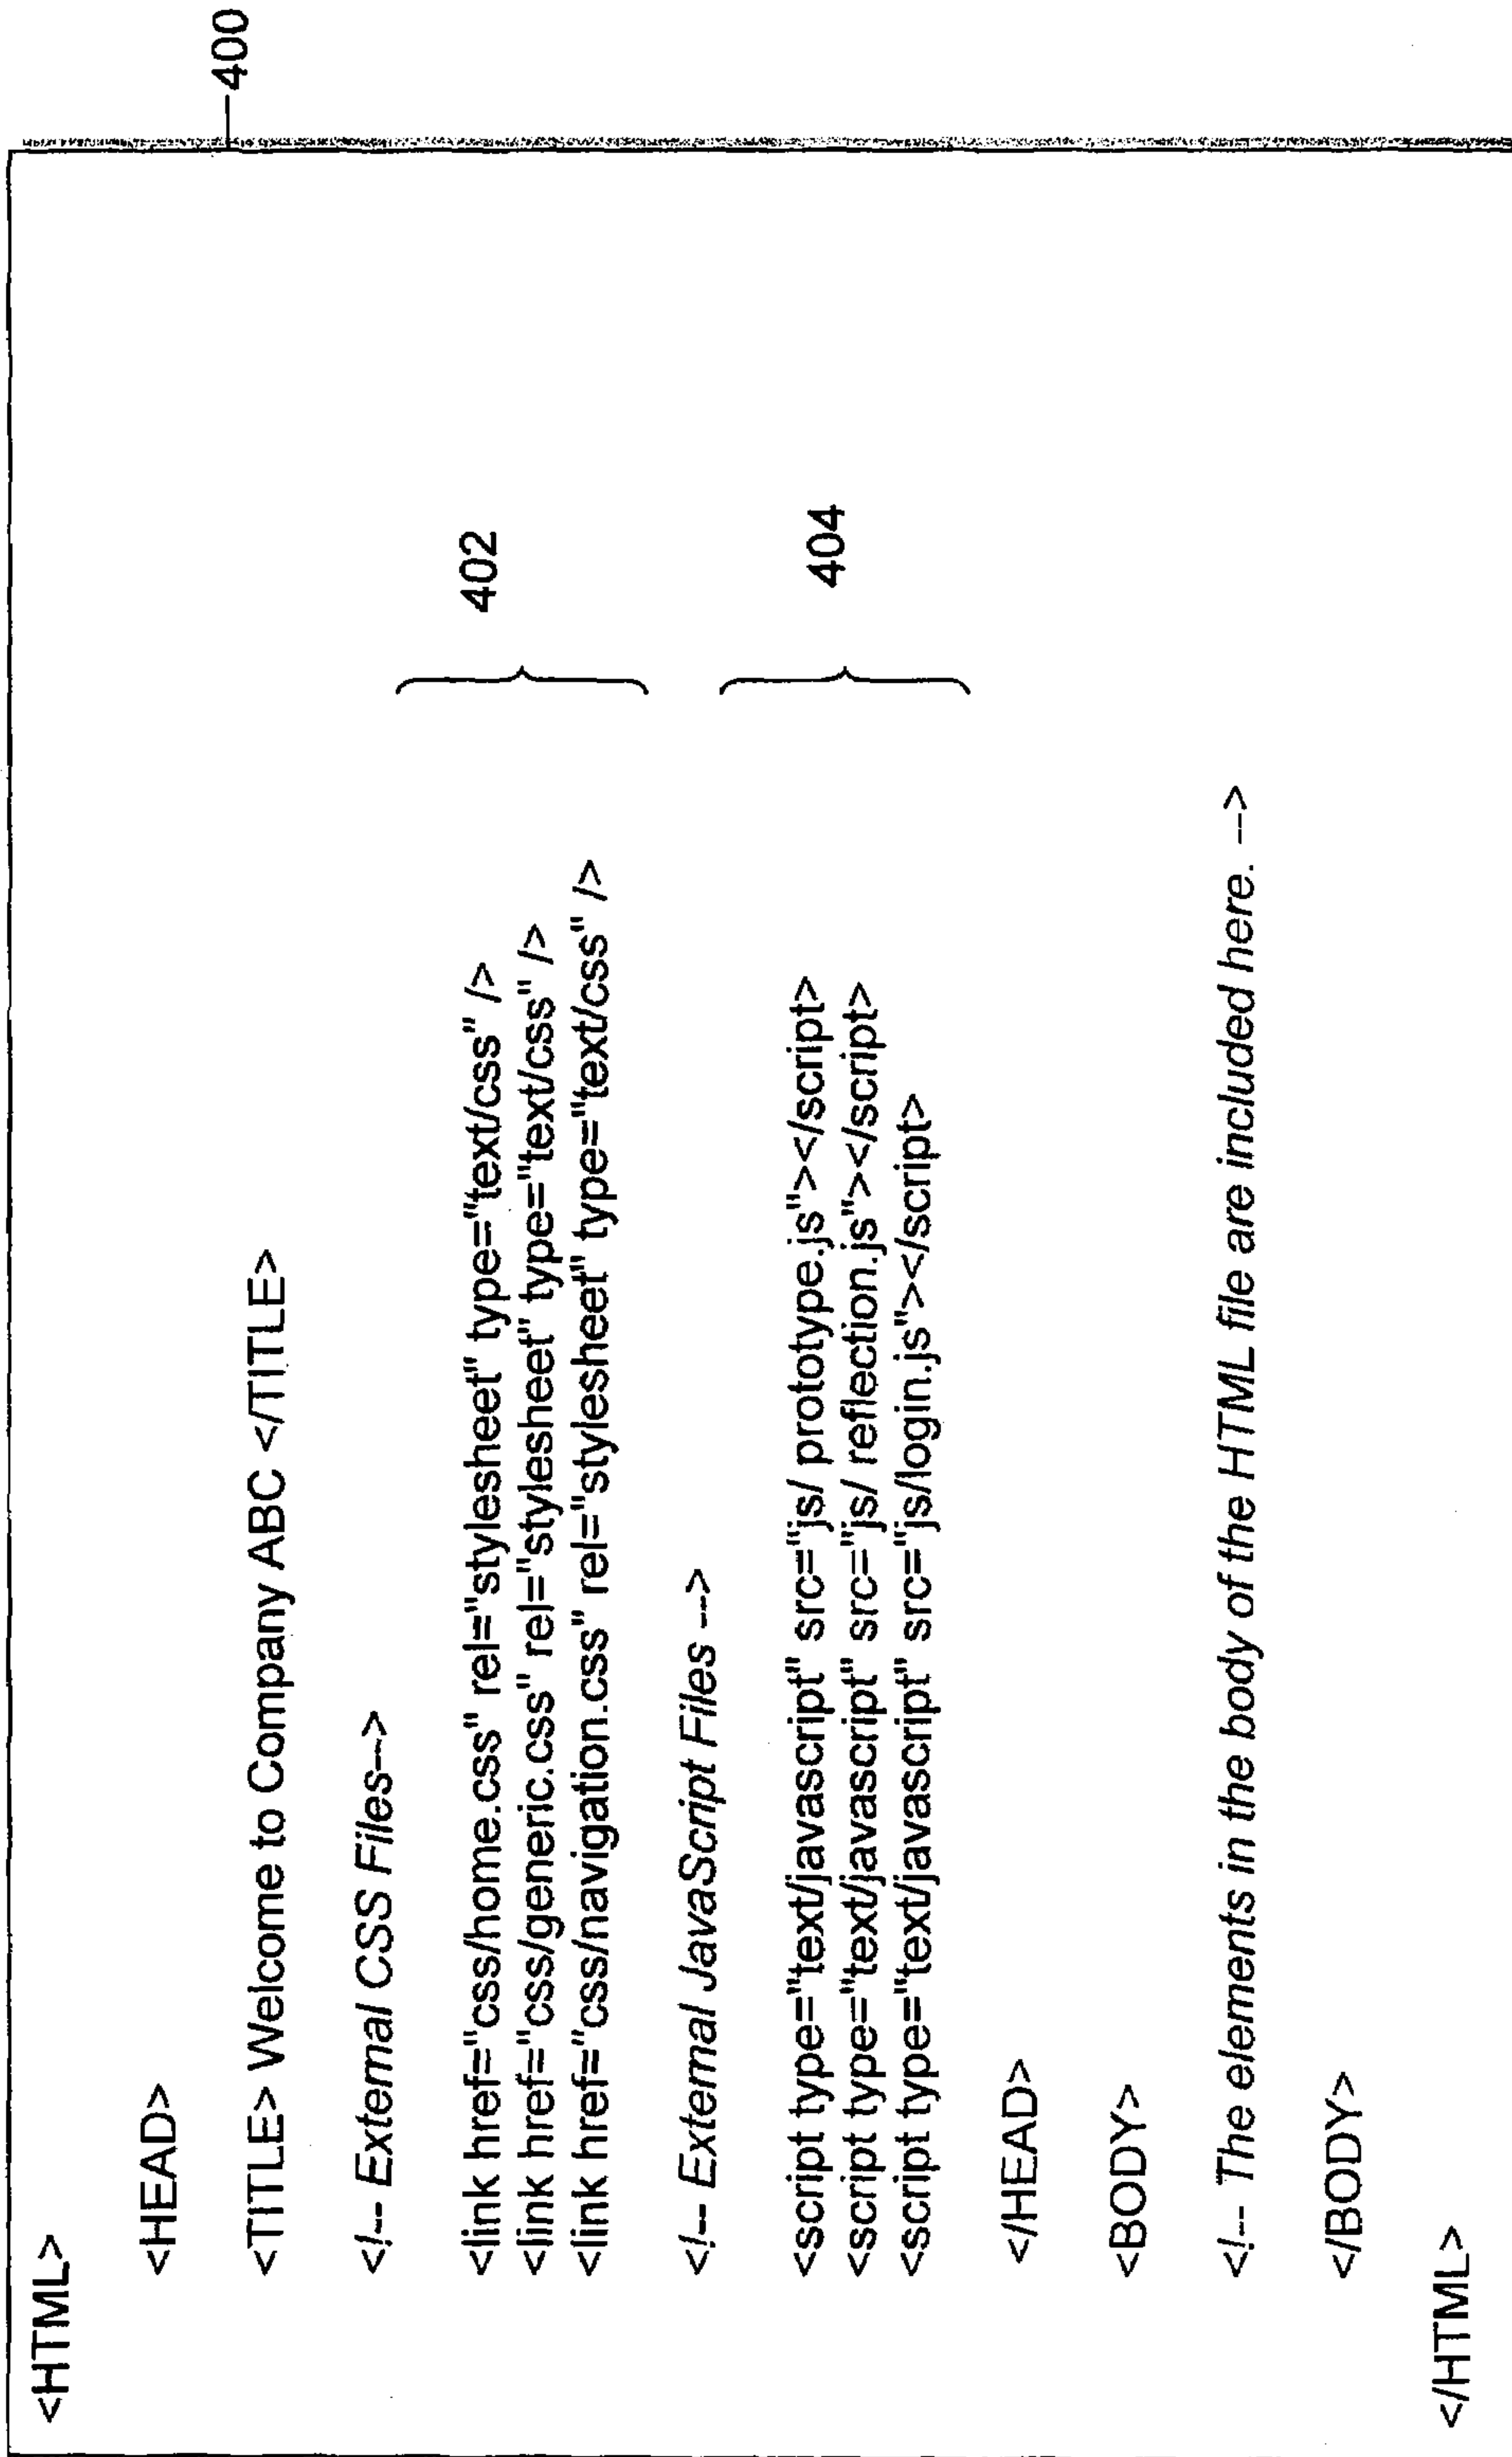 <HTML>
400
<HEAD>
<TITLE> Welcome to Company ABC </TITLE>
<!-- External CSS Files-->
<link href="css/home.css" rel="stylesheet" type="text/css" />
<link href="css/generic.css" rel="stylesheet" type="text/css" />
<link href="css/navigation.css" rel="stylesheet" type="text/css" />
402
<!-- External JavaScript Files -->
<script type="text/javascript" src="js/ prototype.js"></script>
<script type="text/javascript" src="js/ reflection.js"></script>
<script type="text/javascript" src="js/login.js"></script>
404
</HEAD>
<BODY>
<!-- The elements in the body of the HTML file are included here. -->
</BODY>
</HTML>